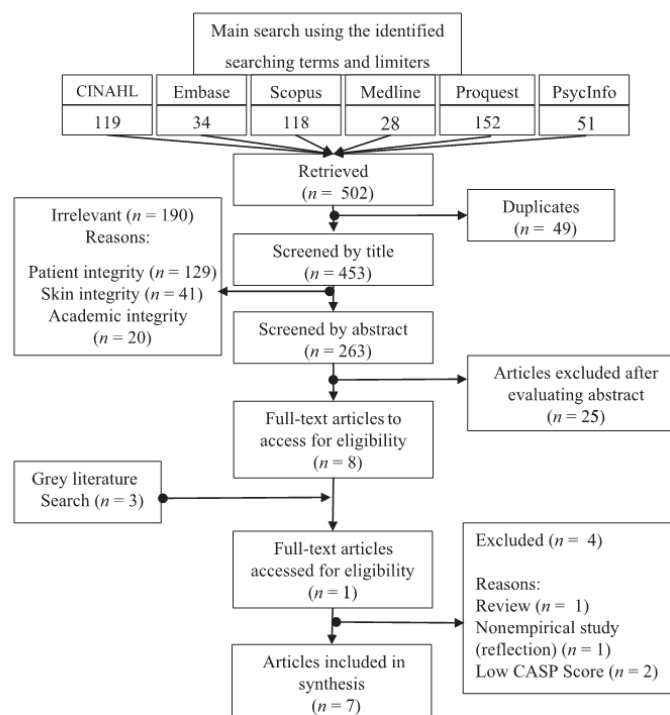 Main search using the identified
searching terms and limiters
CINAHL
Embase
Scopus
Medline
Proquest
PsycInfo
119
34
118
28
152
51
Retrieved
(n = 502)
Duplicates
(n = 49)
Irrelevant (n = 190)
Reasons:
Patient integrity (n = 129)
Skin integrity (n = 41)
Academic integrity
(n = 20)
Screened by title
(n = 453)
Screened by abstract
(n = 263)
Articles excluded after
evaluating abstract
(n = 25)
Full-text articles to
access for eligibility
(n = 8)
Grey literature
Search (n = 3)
Full-text articles
accessed for eligibility
(n = 1)
Excluded (n = 4)
Reasons:
Review (n = 1)
Nonempirical study
(reflection) (n = 1)
Low CASP Score (n = 2)
Articles included in
synthesis
(n = 7)